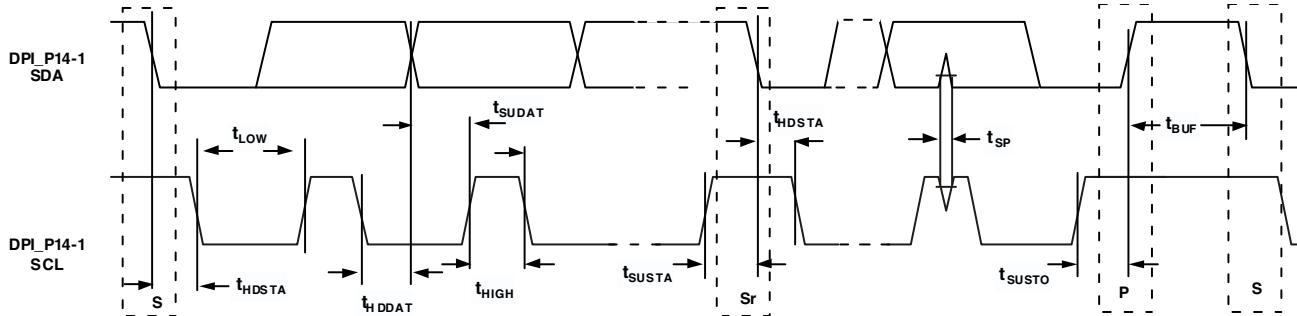 DPI_P14-1
SDA
t_SUDAT
t_LOW
t_HDSTA
t_SP
t_BUF
DPI_P14-1
SCL
t_HDSTA
t_HDDAT
t_HIGH
t_SUSTA
t_SUSTO
S
Sr
P
S